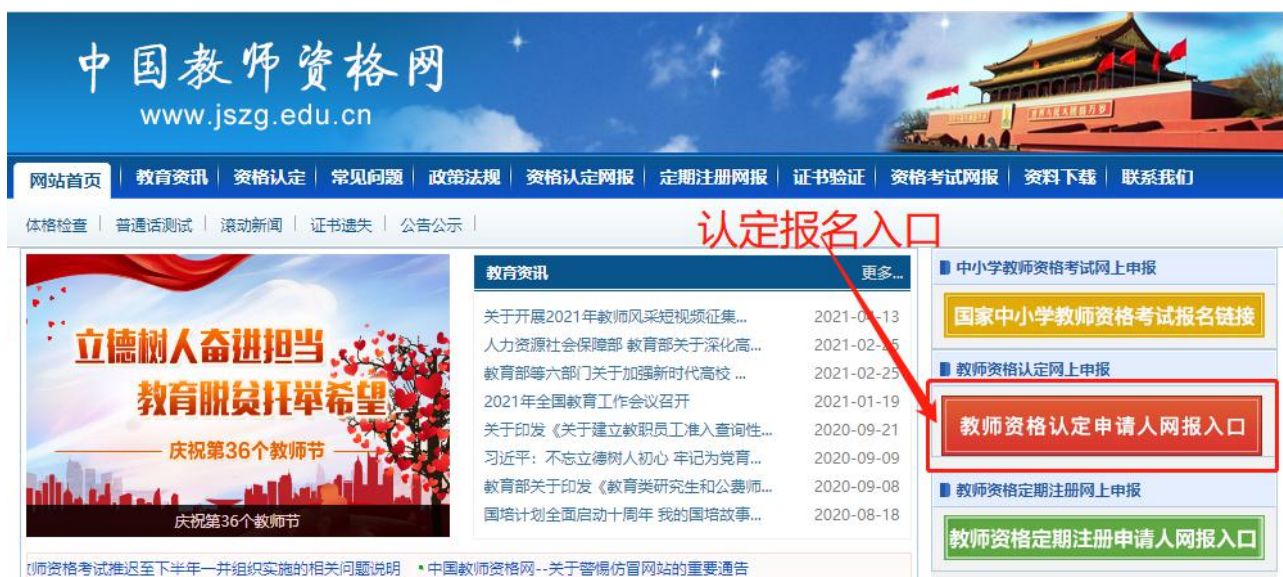 中国教师资格网
www.jszg.edu.cn
网站首页 教育资讯 资格认定 常见问题 政策法规 资格认定网报 定期注册网报 证书验证 资格考试网报 资料下载 联系我们
体格检查 普通话测试 滚动新闻 证书遗失 公告公示
认定报名入口
立德树人奋进担当
教育脱贫托举希望
庆祝第36个教师节
庆祝第36个教师节
教育资讯 更多...
关于开展2021年教师风采短视频征集... 2021-04-13
人力资源社会保障部 教育部关于深化高... 2021-02-25
教育部等六部门关于加强新时代高校 ... 2021-02-25
2021年全国教育工作会议召开 2021-01-19
关于印发《关于建立教职员工准入查询性... 2020-09-21
习近平：不忘立德树人初心 牢记为党育... 2020-09-09
教育部关于印发《教育类研究生和公费师... 2020-09-08
国培计划全面启动十周年 我的国培故事... 2020-08-18
中小学教师资格考试网上申报
国家中小学教师资格考试报名链接
教师资格认定网上申报
教师资格认定申请人网报入口
教师资格定期注册网上申报
教师资格定期注册申请人网报入口
师资格考试推迟至下半年一并组织实施的相关问题说明 •中国教师资格网--关于警惕仿冒网站的重要通告